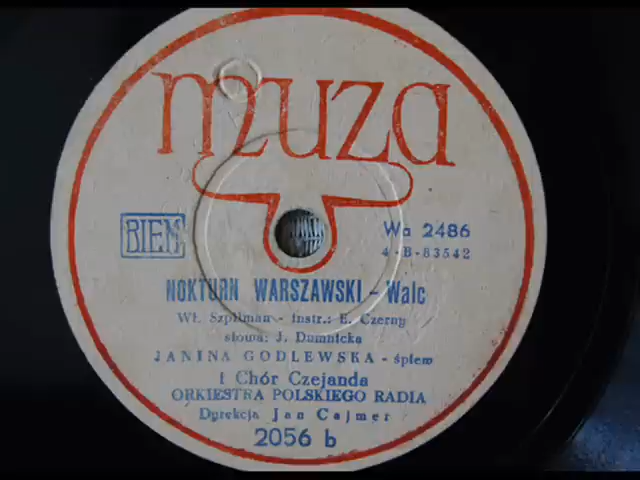 muza
BIEM
Wa 2486
4-B-83542
NOKTURN WARSZAWSKI - Walc
Wł. Szpilman - instr.: E. Czerny
słowa: J. Dumnicka
JANINA GODLEWSKA - śpiew
i Chór Czejanda
ORKIESTRA POLSKIEGO RADIA
Dyrekcja Jan Cajmer
2056 b